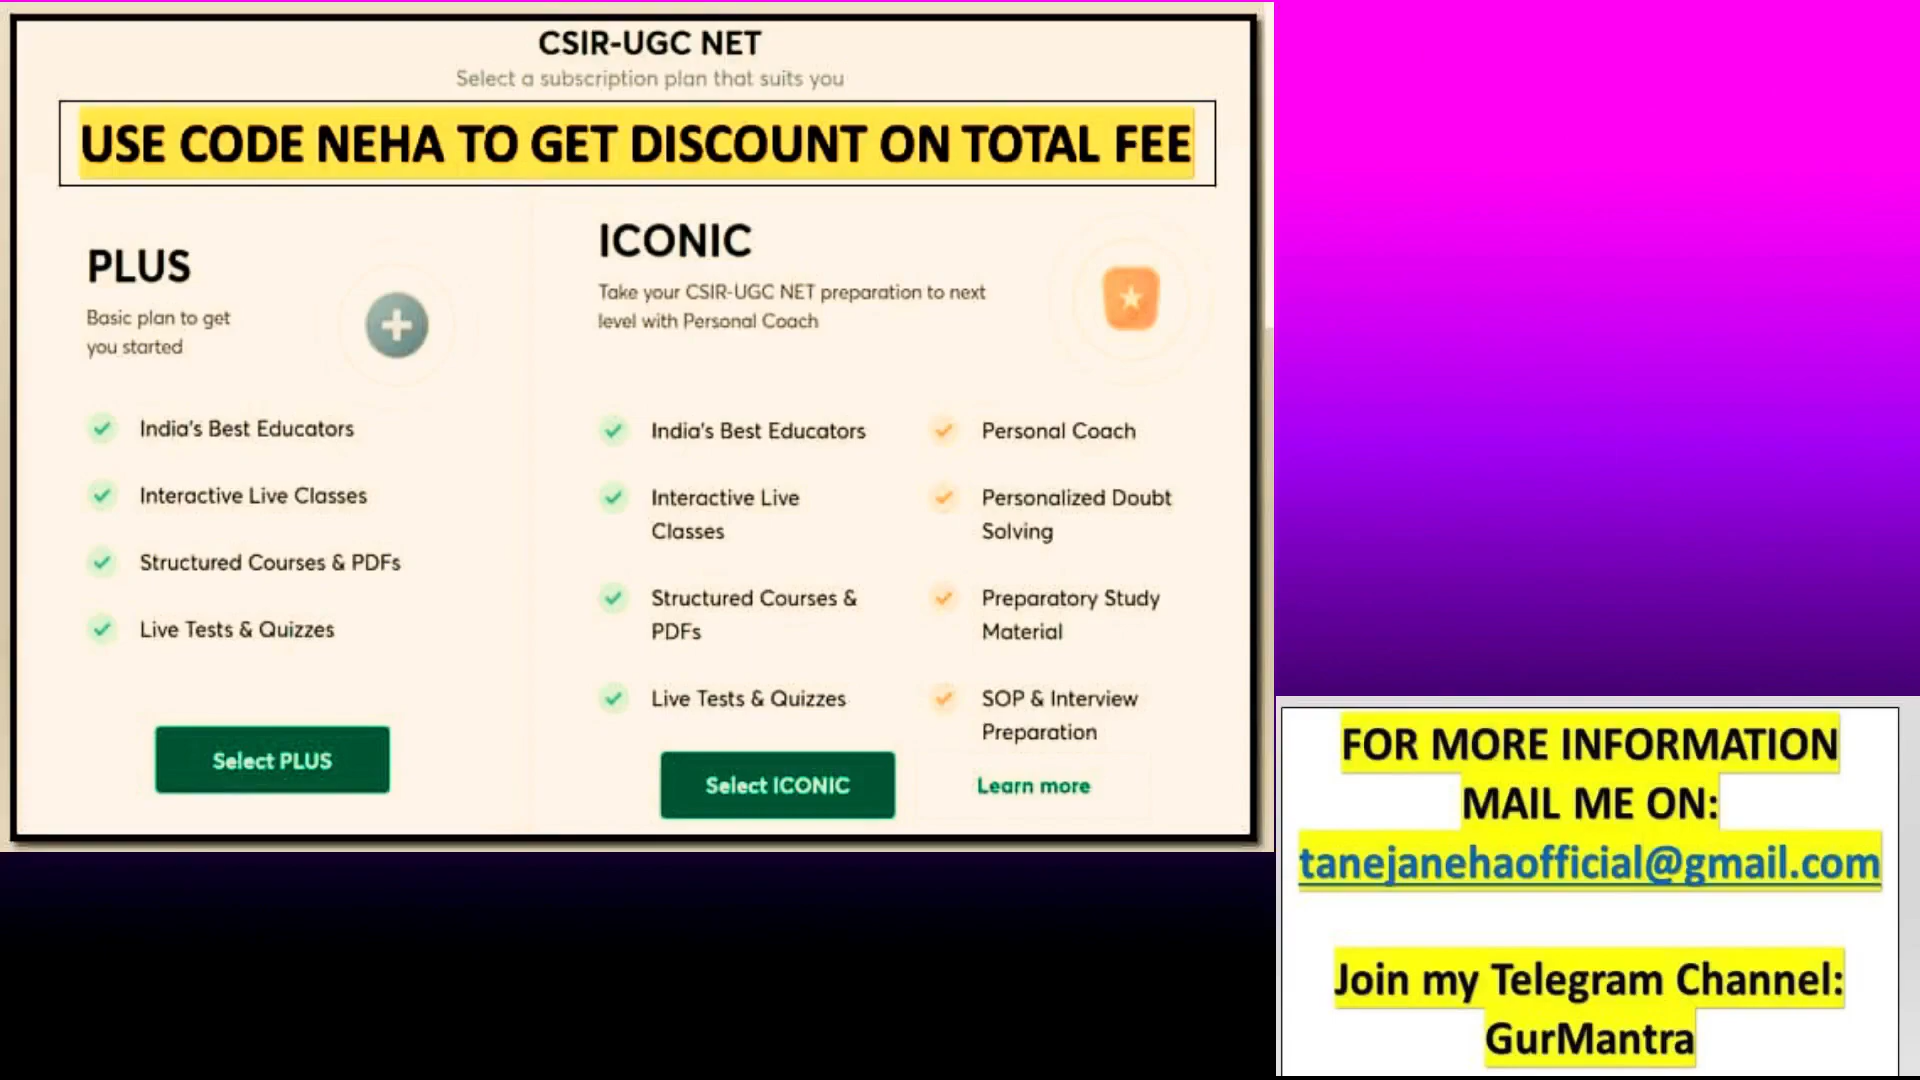 CSIR-UGC NET
Select a subscription plan that suits you
USE CODE NEHA TO GET DISCOUNT ON TOTAL FEE
PLUS
Basic plan to get
you started
India's Best Educators
Interactive Live Classes
Structured Courses & PDFs
Live Tests & Quizzes
Select PLUS
ICONIC
Take your CSIR-UGC NET preparation to next
level with Personal Coach
India's Best Educators
Interactive Live
Classes
Structured Courses &
PDFs
Live Tests & Quizzes
Personal Coach
Personalized Doubt
Solving
Preparatory Study
Material
SOP & Interview
Preparation
Select ICONIC
Learn more
FOR MORE INFORMATION
MAIL ME ON:
tanejanehaofficial@gmail.com
Join my Telegram Channel:
GurMantra